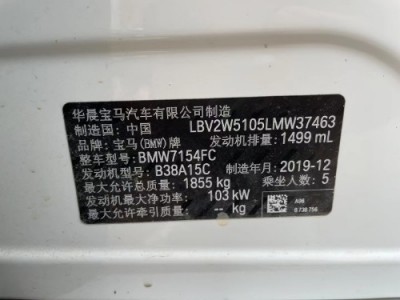 华晨宝马汽车有限公司制造
制造国：中国 LBV2W5105LMW37463
品牌：宝马(BMW)牌 发动机排量：1499 mL
整车型号：BMW7154FC
发动机型号：B38A15C 制造年月：2019-12
最大允许总质量：1855 kg 乘坐人数：5
发动机最大净功率：103 kW
最大允许牵引质量：-- kg
A98
8 738 756